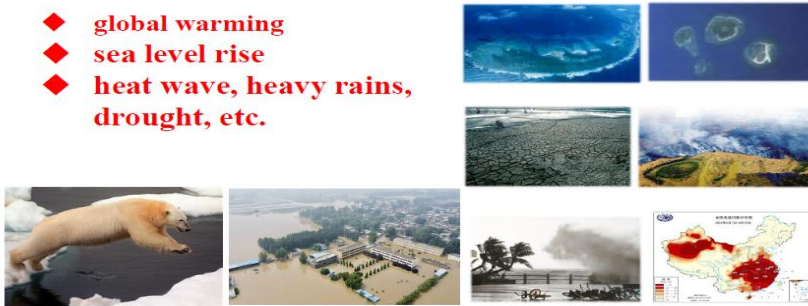 global warming
sea level rise
heat wave, heavy rains,
drought, etc.